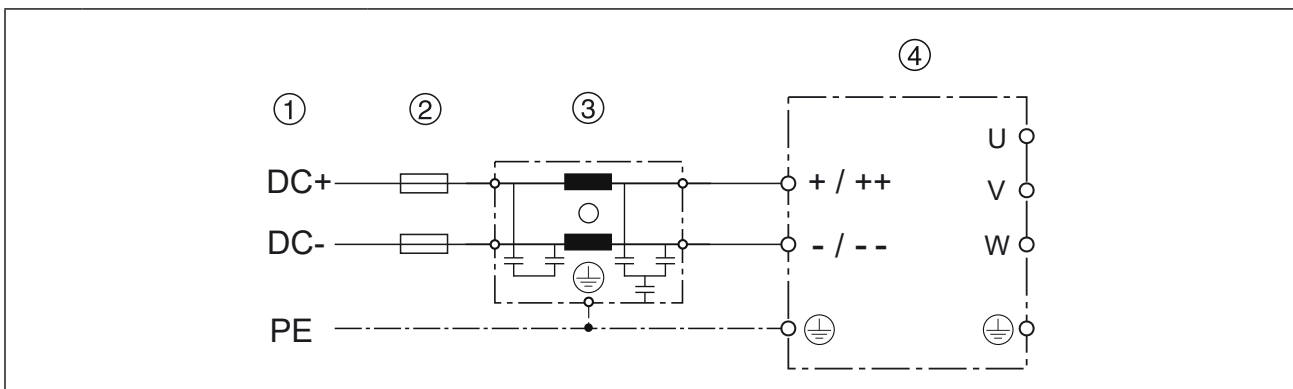 ④
① ② ③
U
DC+ + / ++ V
DC- - / - - W
PE